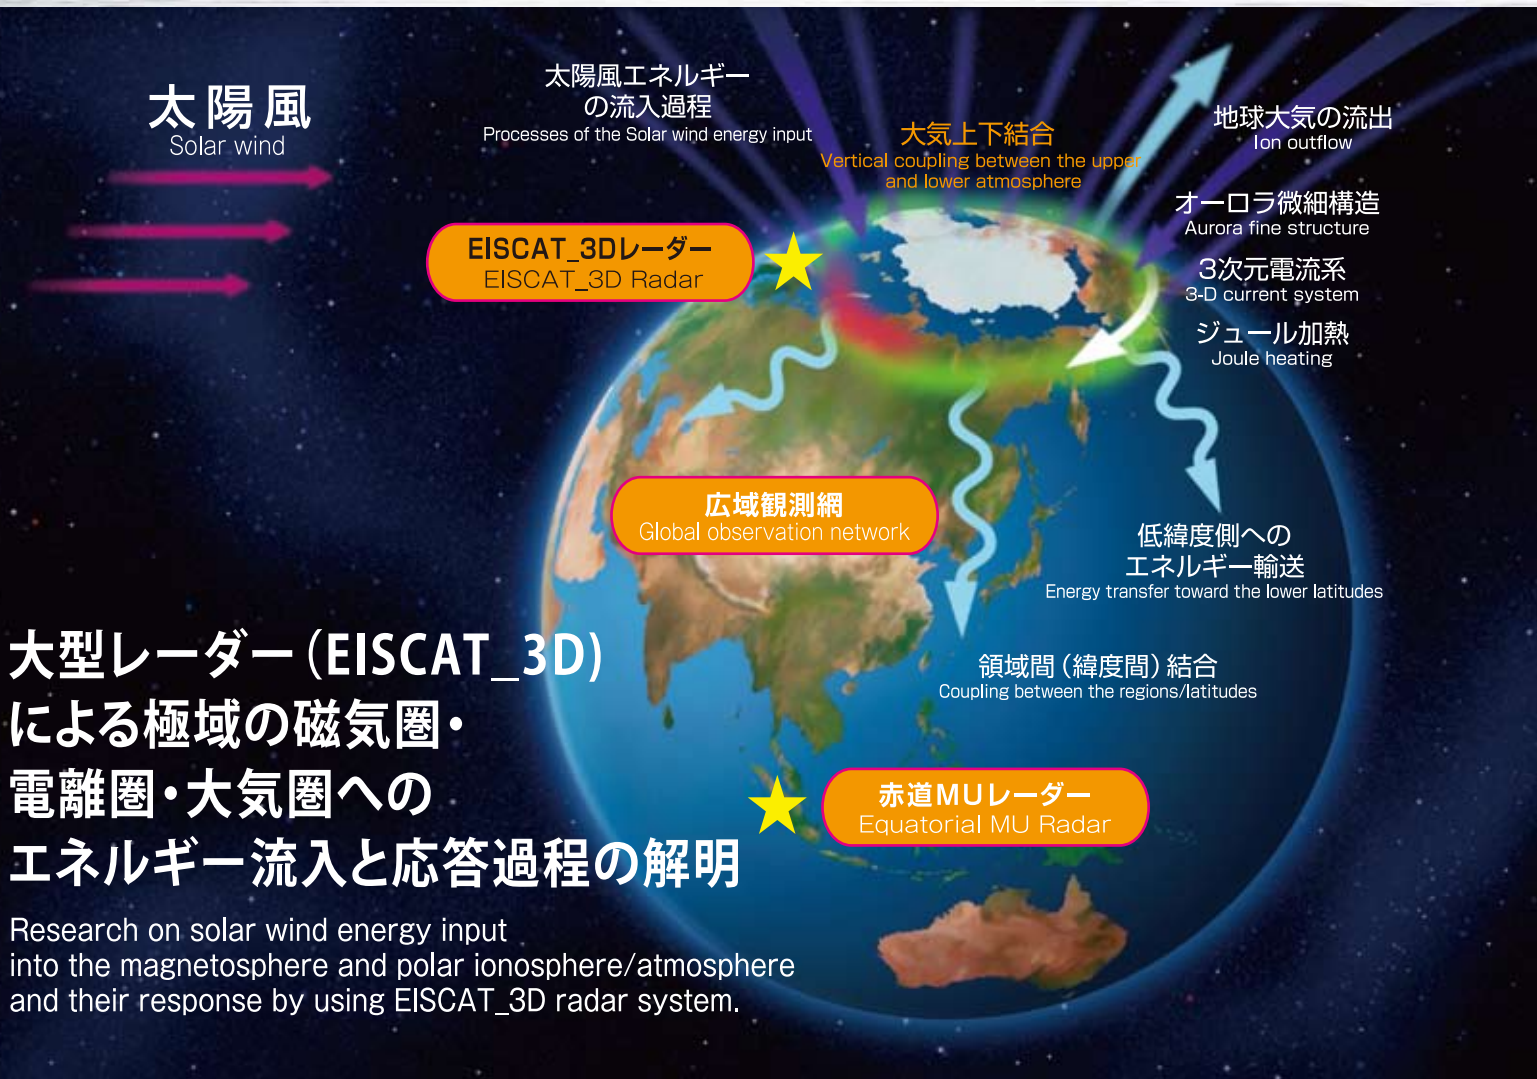 太陽風
Solar wind
太陽風エネルギー
の流入過程
Processes of the Solar wind energy input
大気上下結合
Vertical coupling between the upper
and lower atmosphere
地球大気の流出
Ion outflow
オーロラ微細構造
Aurora fine structure
3次元電流系
3-D current system
ジュール加熱
Joule heating
EISCAT_3Dレーダー
EISCAT_3D Radar
広域観測網
Global observation network
低緯度側への
エネルギー輸送
Energy transfer toward the lower latitudes
領域間（緯度間）結合
Coupling between the regions/latitudes
赤道MUレーダー
Equatorial MU Radar
大型レーダー（EISCAT_3D）
による極域の磁気圏・
電離圏・大気圏への
エネルギー流入と応答過程の解明
Research on solar wind energy input
into the magnetosphere and polar ionosphere/atmosphere
and their response by using EISCAT_3D radar system.